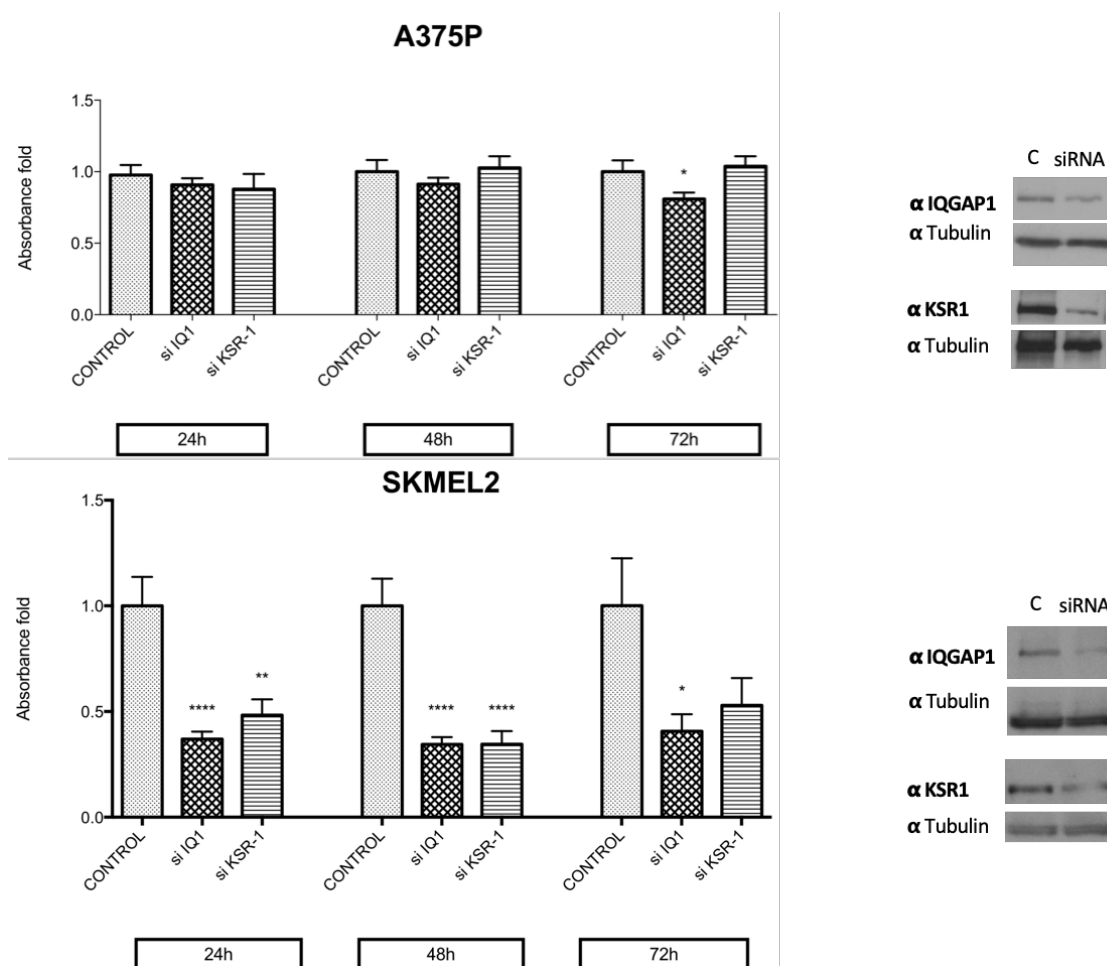 A375P
Absorbance fold
1.5
1.0
0.5
0.0
*
CONTROL
si IQ1
si KSR-1
CONTROL
si IQ1
si KSR-1
CONTROL
si IQ1
si KSR-1
24h
48h
72h
C siRNA
α IQGAP1
α Tubulin
α KSR1
α Tubulin
SKMEL2
Absorbance fold
1.5
1.0
0.5
0.0
****
**
****
****
*
CONTROL
si IQ1
si KSR-1
CONTROL
si IQ1
si KSR-1
CONTROL
si IQ1
si KSR-1
24h
48h
72h
C siRNA
α IQGAP1
α Tubulin
α KSR1
α Tubulin